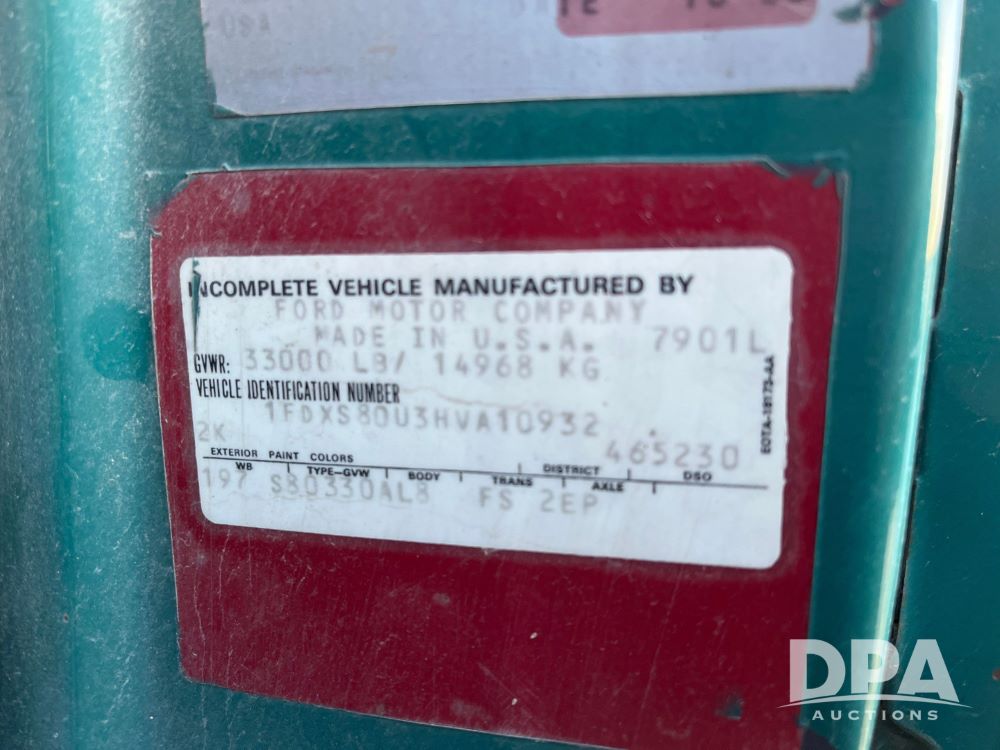 USA
INCOMPLETE VEHICLE MANUFACTURED BY
FORD MOTOR COMPANY
MADE IN U.S.A. 7901L
GVWR: 33000 LB/ 14968 KG
VEHICLE IDENTIFICATION NUMBER
1FDXS80U3HVA10932
2K 465230
EXTERIOR PAINT COLORS DISTRICT DSO
WB TYPE-GVW BODY TRANS AXLE
197 S80330AL8 FS 2EP
E0TA-18173-AA
DPA
AUCTIONS